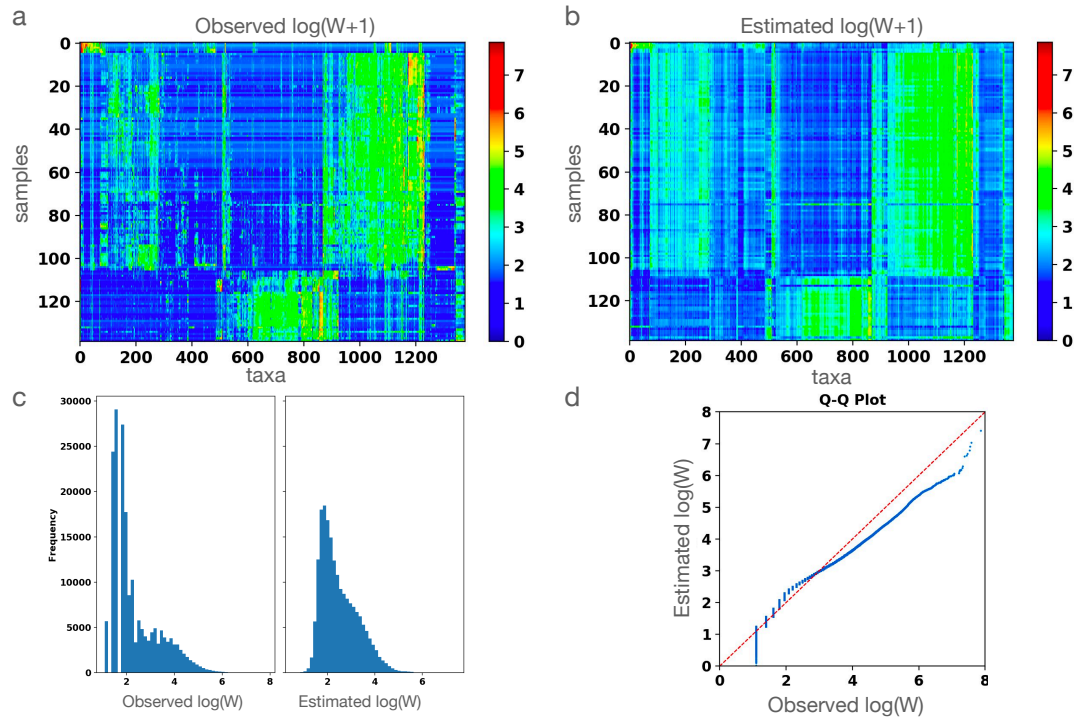 a
Observed log(W+1)
b
Estimated log(W+1)
0
20
40
60
80
100
120
samples
0 200 400 600 800 1000 1200
taxa
7
6
5
4
3
2
1
0
0
20
40
60
80
100
120
samples
0 200 400 600 800 1000 1200
taxa
7
6
5
4
3
2
1
0
c
30000
25000
20000
15000
10000
5000
0
Frequency
2 4 6 8
Observed log(W)
2 4 6
Estimated log(W)
d
Q-Q Plot
8
7
6
5
4
3
2
1
0
Estimated log(W)
0 2 4 6 8
Observed log(W)